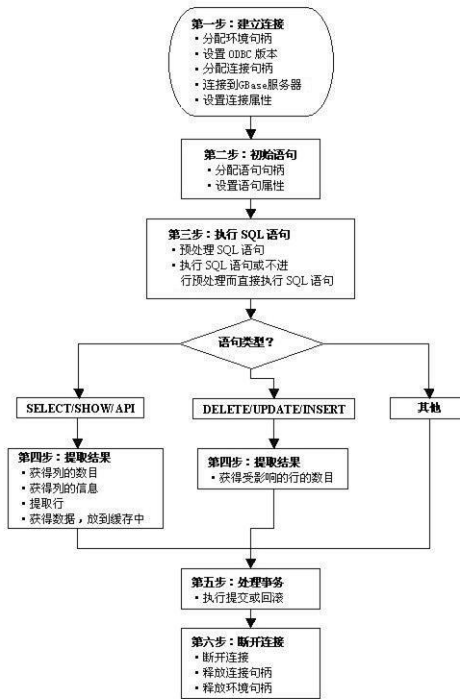 第一步：建立连接
・分配环境句柄
・设置 ODBC 版本
・分配连接句柄
・连接到GBase服务器
・设置连接属性
第二步：初始语句
・分配语句句柄
・设置语句属性
第三步：执行 SQL 语句
・预处理 SQL 语句
・执行 SQL 语句或不进
行预处理而直接执行 SQL 语句
语句类型？
SELECT/SHOW/API
DELETE/UPDATE/INSERT
其他
第四步：提取结果
・获得列的数目
・获得列的信息
・提取行
・获得数据，放到缓存中
第四步：提取结果
・获得受影响的行的数目
第五步：处理事务
・执行提交或回滚
第六步：断开连接
・断开连接
・释放连接句柄
・释放环境句柄